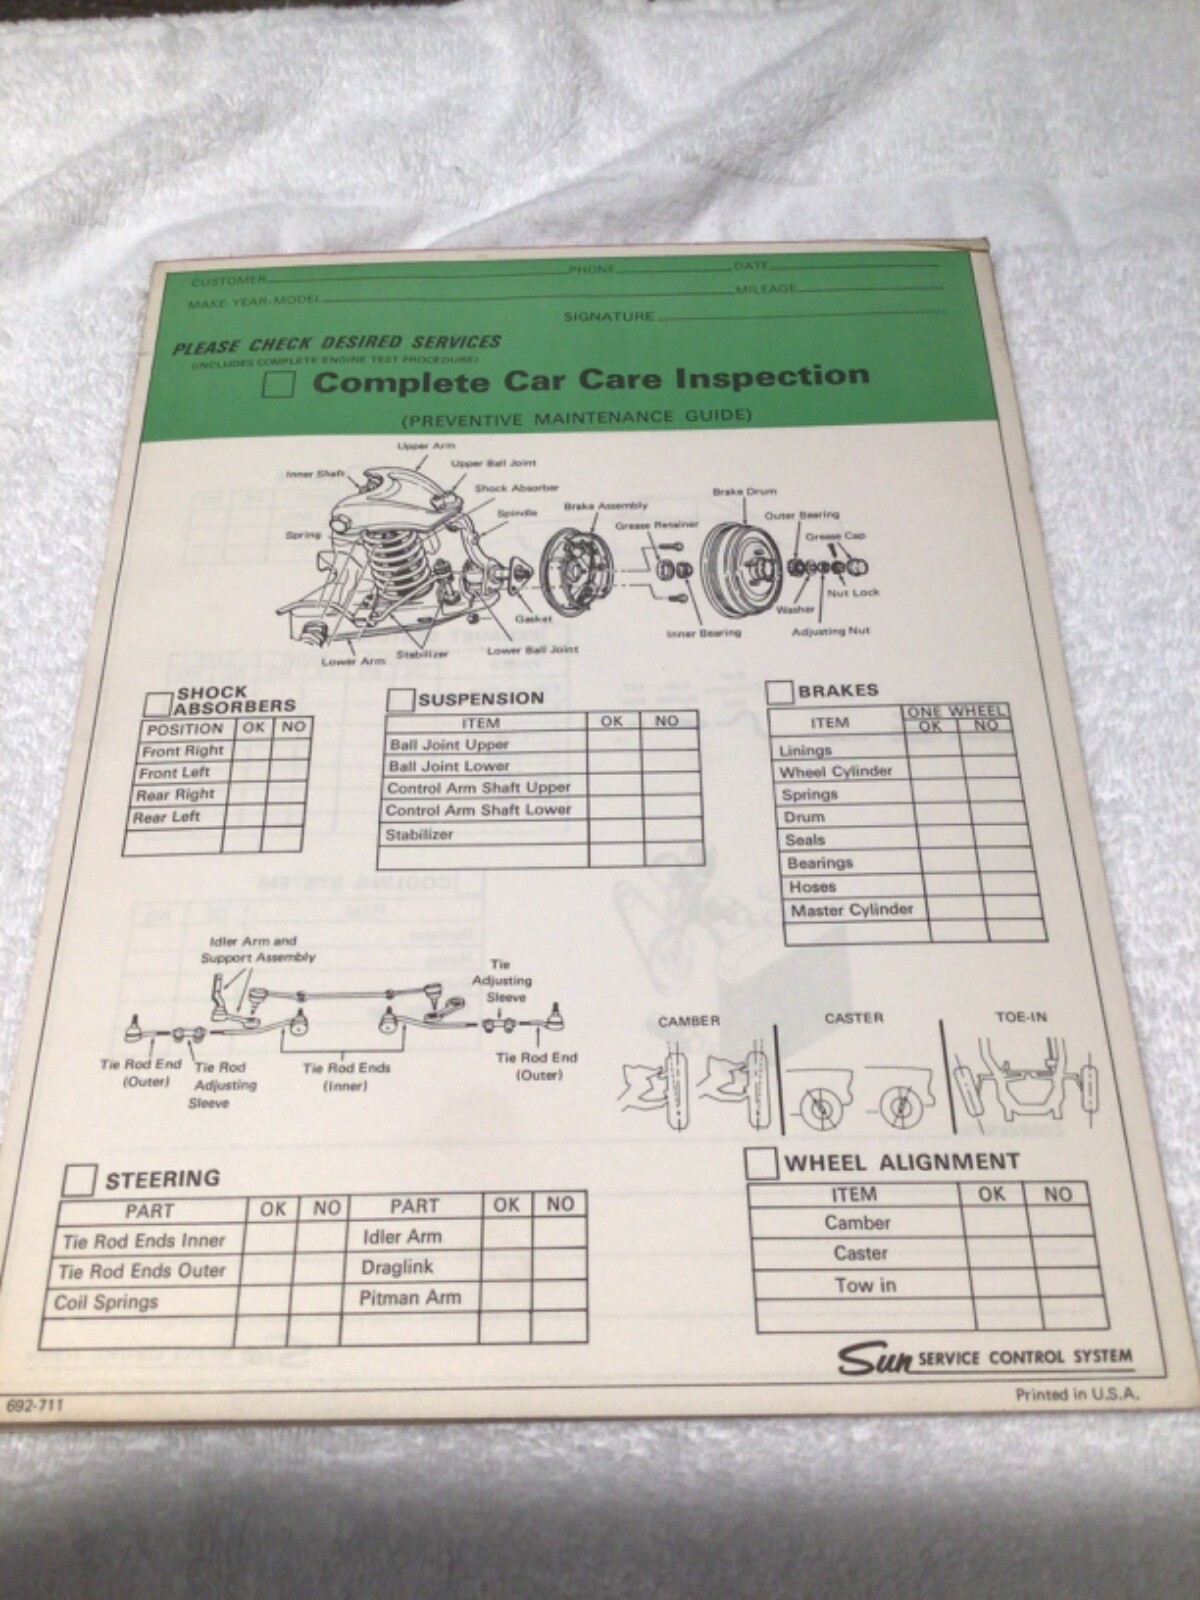 CUSTOMER PHONE DATE
MAKE-YEAR-MODEL MILEAGE
SIGNATURE
PLEASE CHECK DESIRED SERVICES
(INCLUDES COMPLETE ENGINE TEST PROCEDURE)
Complete Car Care Inspection
(PREVENTIVE MAINTENANCE GUIDE)
Upper Arm
Inner Shaft
Upper Ball Joint
Shock Absorber
Spindle
Spring
Brake Assembly
Grease Retainer
Brake Drum
Outer Bearing
Grease Cap
Nut Lock
Washer
Adjusting Nut
Inner Bearing
Gasket
Lower Ball Joint
Stabilizer
Lower Arm
SHOCK
ABSORBERS
POSITION OK NO
Front Right
Front Left
Rear Right
Rear Left
SUSPENSION
ITEM OK NO
Ball Joint Upper
Ball Joint Lower
Control Arm Shaft Upper
Control Arm Shaft Lower
Stabilizer
BRAKES
ITEM ONE WHEEL
OK NO
Linings
Wheel Cylinder
Springs
Drum
Seals
Bearings
Hoses
Master Cylinder
Idler Arm and
Support Assembly
Tie
Adjusting
Sleeve
Tie Rod End
(Outer)
Tie Rod
Adjusting
Sleeve
Tie Rod Ends
(Inner)
Tie Rod End
(Outer)
CAMBER CASTER TOE-IN
STEERING
PART OK NO PART OK NO
Tie Rod Ends Inner Idler Arm
Tie Rod Ends Outer Draglink
Coil Springs Pitman Arm
WHEEL ALIGNMENT
ITEM OK NO
Camber
Caster
Tow in
Sun SERVICE CONTROL SYSTEM
692-711 Printed in U.S.A.